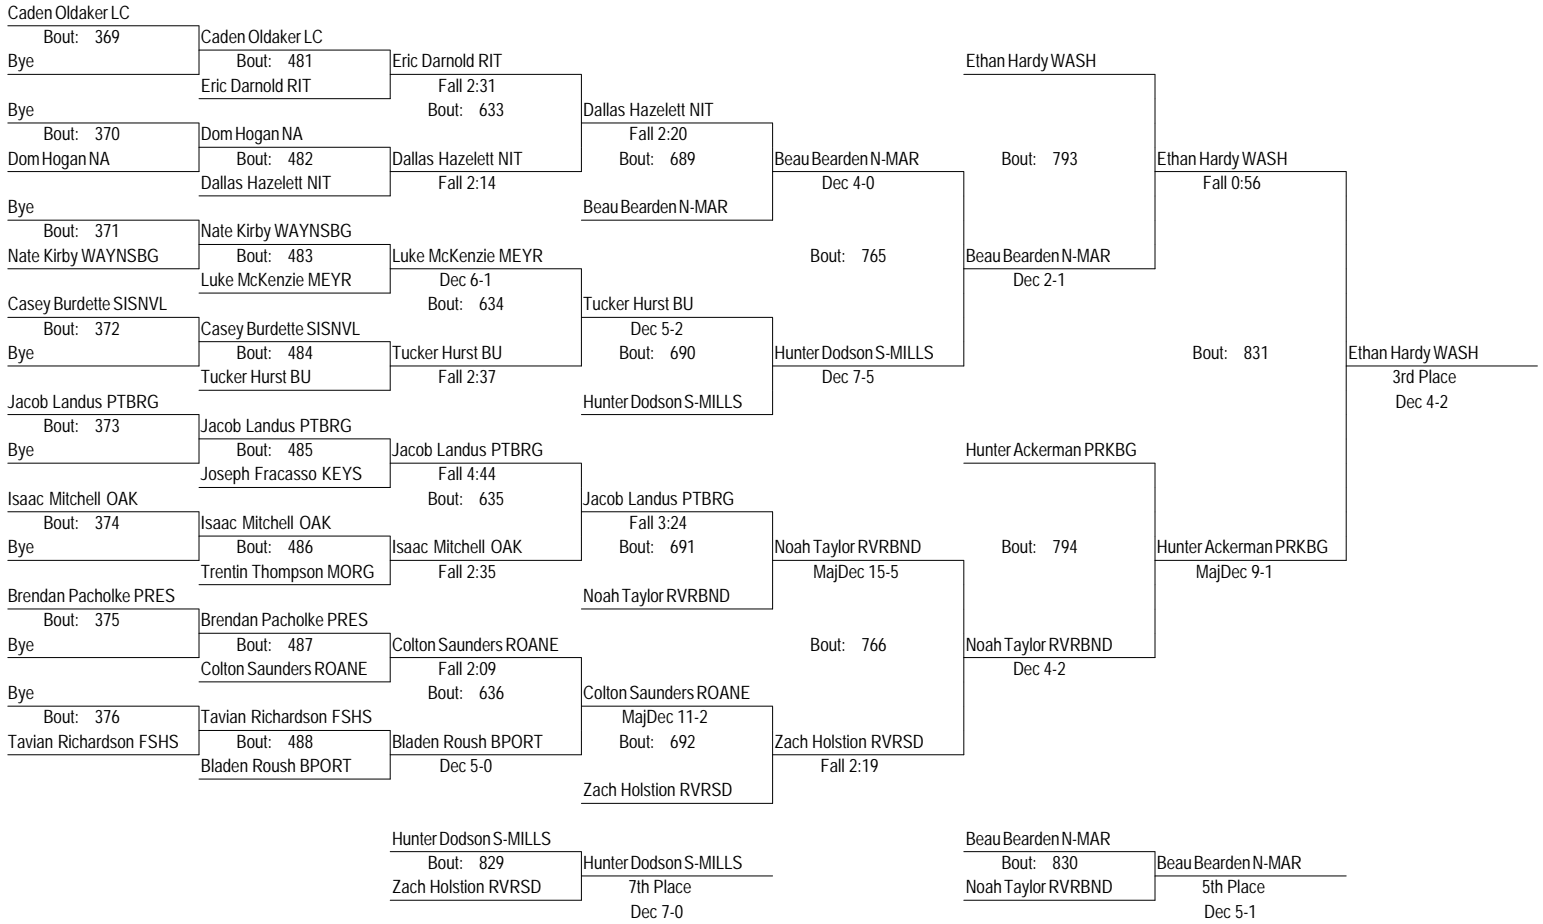 Caden Oldaker LC
Bout: 369
Bye
Bye
Bout: 370
Dom Hogan NA
Bye
Bout: 371
Nate Kirby WAYNSBG
Casey Burdette SISNVL
Bout: 372
Bye
Jacob Landus PTBRG
Bout: 373
Bye
Isaac Mitchell OAK
Bout: 374
Bye
Brendan Pacholke PRES
Bout: 375
Bye
Bye
Bout: 376
Tavian Richardson FSHS
Caden Oldaker LC
Bout: 481
Eric Darnold RIT
Dom Hogan NA
Bout: 482
Dallas Hazelett NIT
Nate Kirby WAYNSBG
Bout: 483
Luke McKenzie MEYR
Casey Burdette SISNVL
Bout: 484
Tucker Hurst BU
Jacob Landus PTBRG
Bout: 485
Joseph Fracasso KEYS
Isaac Mitchell OAK
Bout: 486
Trentin Thompson MORG
Brendan Pacholke PRES
Bout: 487
Colton Saunders ROANE
Tavian Richardson FSHS
Bout: 488
Bladen Roush BPORT
Eric Darnold RIT
Fall 2:31
Bout: 633
Dallas Hazelett NIT
Fall 2:14
Luke McKenzie MEYR
Dec 6-1
Bout: 634
Tucker Hurst BU
Fall 2:37
Jacob Landus PTBRG
Fall 4:44
Bout: 635
Isaac Mitchell OAK
Fall 2:35
Colton Saunders ROANE
Fall 2:09
Bout: 636
Bladen Roush BPORT
Dec 5-0
Dallas Hazelett NIT
Fall 2:20
Bout: 689
Beau Bearden N-MAR
Tucker Hurst BU
Dec 5-2
Bout: 690
Hunter Dodson S-MILLS
Jacob Landus PTBRG
Fall 3:24
Bout: 691
Noah Taylor RVRBND
Colton Saunders ROANE
MajDec 11-2
Bout: 692
Zach Holstion RVRSD
Beau Bearden N-MAR
Dec 4-0
Bout: 765
Hunter Dodson S-MILLS
Dec 7-5
Noah Taylor RVRBND
MajDec 15-5
Bout: 766
Zach Holstion RVRSD
Fall 2:19
Ethan Hardy WASH
Bout: 793
Beau Bearden N-MAR
Dec 2-1
Hunter Ackerman PRKBG
Bout: 794
Noah Taylor RVRBND
Dec 4-2
Ethan Hardy WASH
Fall 0:56
Bout: 831
Hunter Ackerman PRKBG
MajDec 9-1
Ethan Hardy WASH
3rd Place
Dec 4-2
Hunter Dodson S-MILLS
Bout: 829
Zach Holstion RVRSD
Hunter Dodson S-MILLS
7th Place
Dec 7-0
Beau Bearden N-MAR
Bout: 830
Noah Taylor RVRBND
Beau Bearden N-MAR
5th Place
Dec 5-1